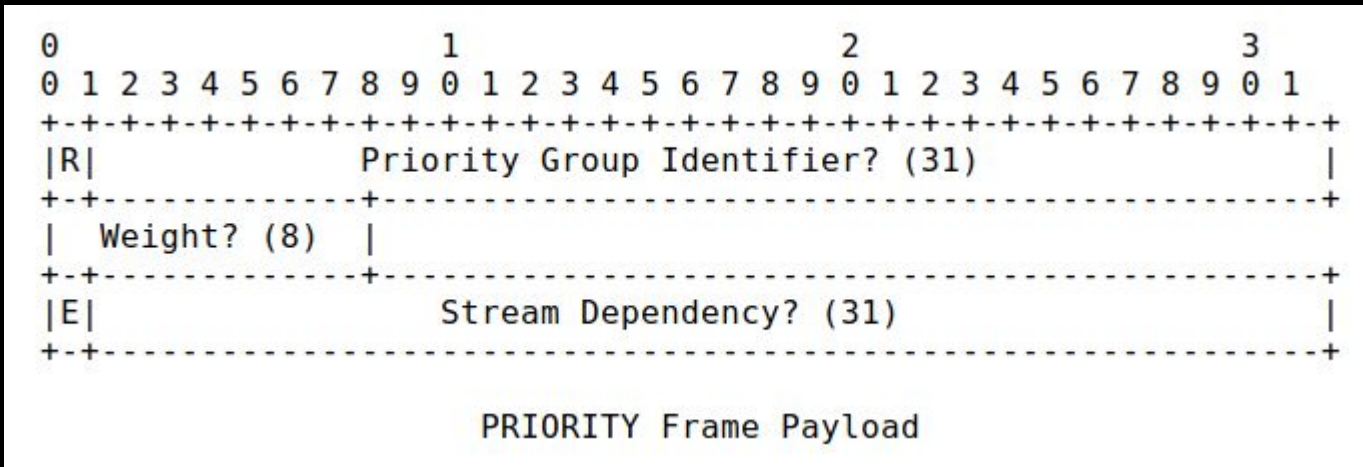 0                   1                   2                   3
0 1 2 3 4 5 6 7 8 9 0 1 2 3 4 5 6 7 8 9 0 1 2 3 4 5 6 7 8 9 0 1
+-+-+-+-+-+-+-+-+-+-+-+-+-+-+-+-+-+-+-+-+-+-+-+-+-+-+-+-+-+-+-+-+
|R|             Priority Group Identifier? (31)                 |
+-+-------------+-----------------------------------------------+
|  Weight? (8)  |
+-+-------------+-----------------------------------------------+
|E|                 Stream Dependency? (31)                     |
+-+-------------------------------------------------------------+
PRIORITY Frame Payload